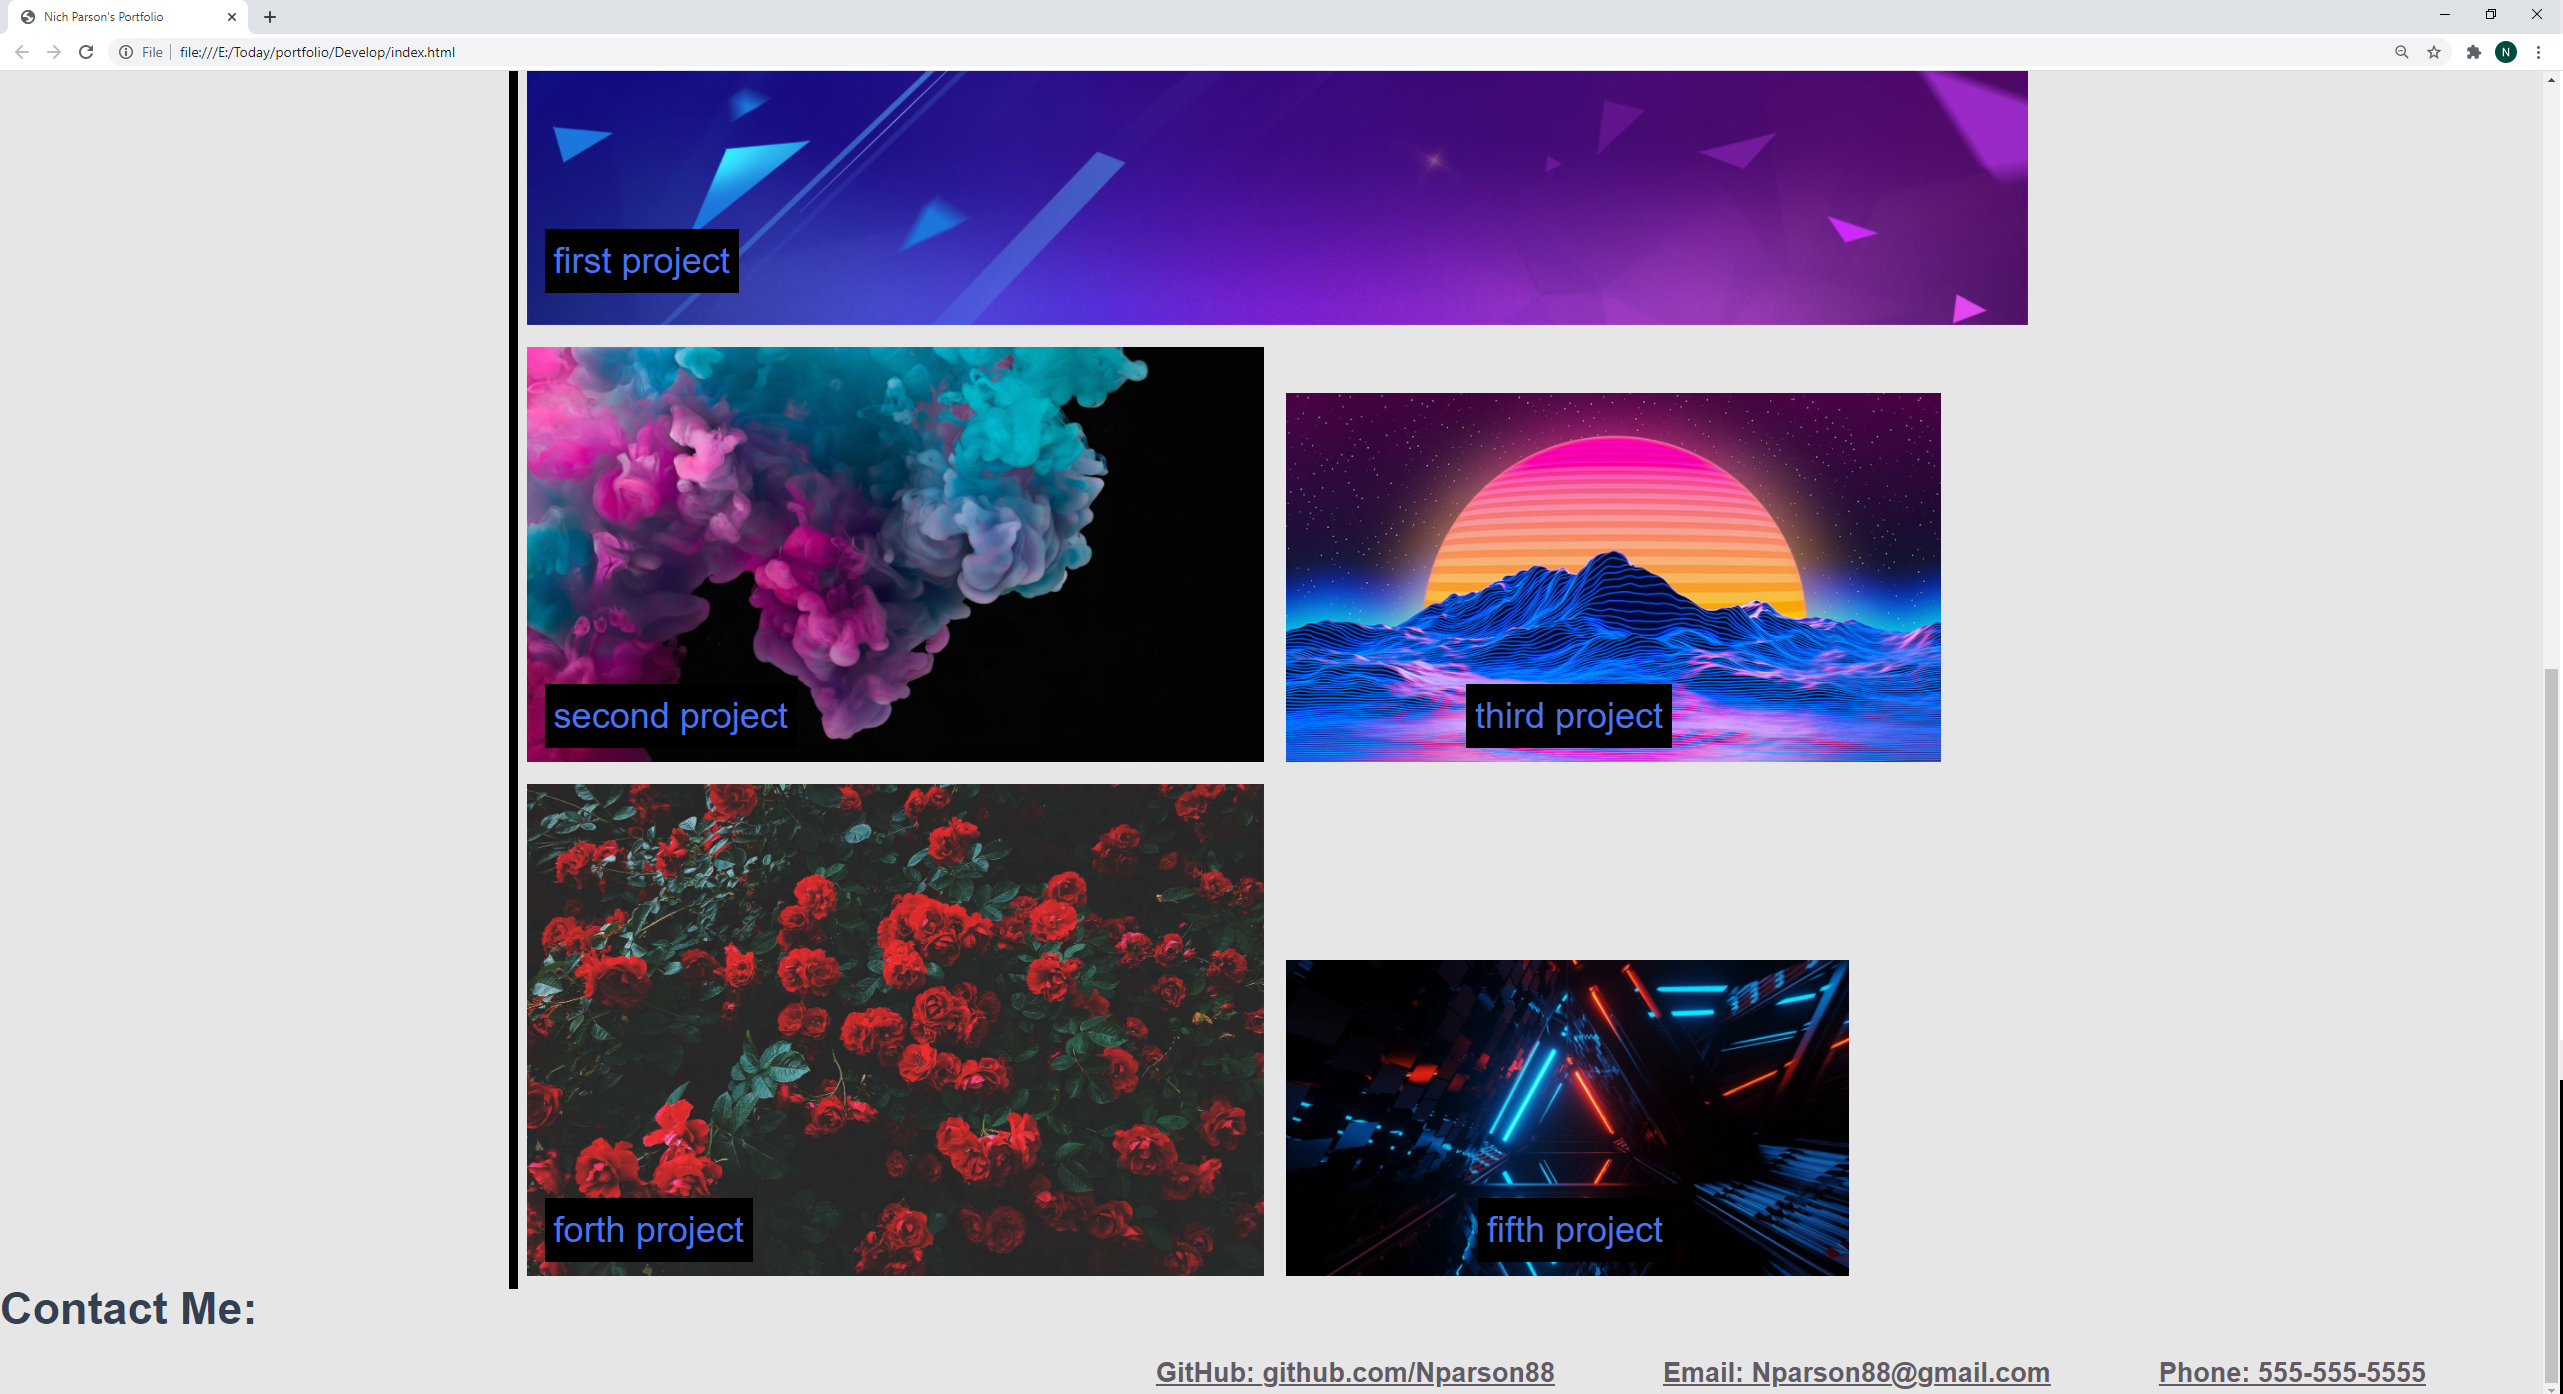 Nich Parson's Portfolio
File file:///E:/Today/portfolio/Develop/index.html
N
first project
second project
third project
forth project
fifth project
Contact Me:
GitHub: github.com/Nparson88 Email: Nparson88@gmail.com Phone: 555-555-5555